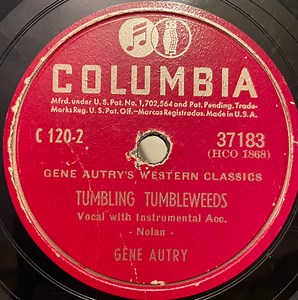 COLUMBIA
Mfrd. under U.S. Pat. No. 1,702,564 and Pat. Pending. Trade-
Marks Reg. U.S. Pat. Off.—Marcas Registradas. Made in U.S.A.
C 120-2 37183
(HCO 1868)
GENE AUTRY'S WESTERN CLASSICS
TUMBLING TUMBLEWEEDS
Vocal with Instrumental Acc.
- Nolan -
GENE AUTRY